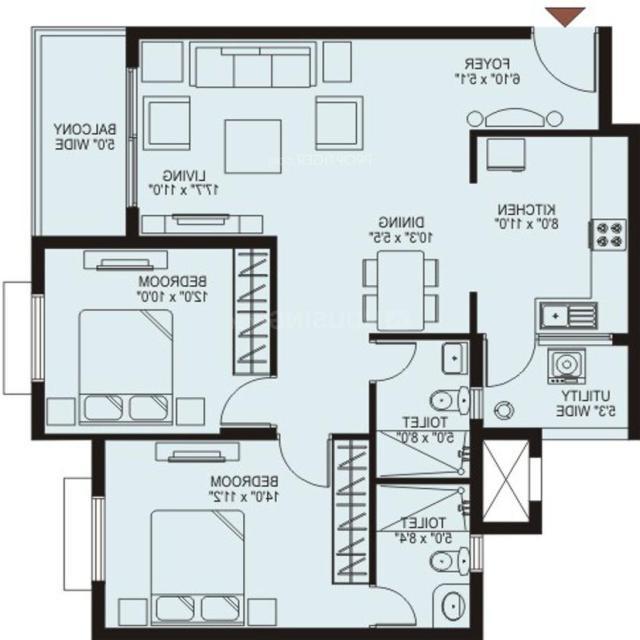 FOYER
6'10" x 5'1"
BALCONY
5'0" WIDE
LIVING
17'7" x 11'0"
KITCHEN
8'0" x 11'0"
DINING
10'3" x 5'5"
BEDROOM
12'0 x 10'0"
UTILITY
5'3" WIDE
TOILET
5'0" x 8'0"
BEDROOM
14'0 x 11'2"
TOILET
5'0" x 8'4"